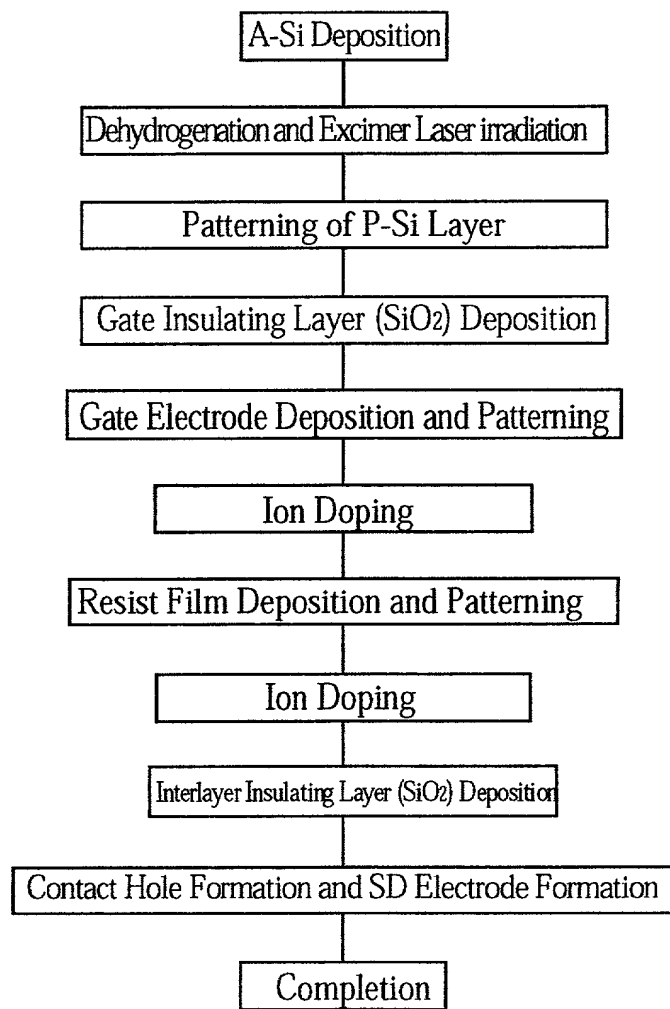 A-Si Deposition
Dehydrogenation and Excimer Laser irradiation
Patterning of P-Si Layer
Gate Insulating Layer (SiO2) Deposition
Gate Electrode Deposition and Patterning
Ion Doping
Resist Film Deposition and Patterning
Ion Doping
Interlayer Insulating Layer (SiO2) Deposition
Contact Hole Formation and SD Electrode Formation
Completion